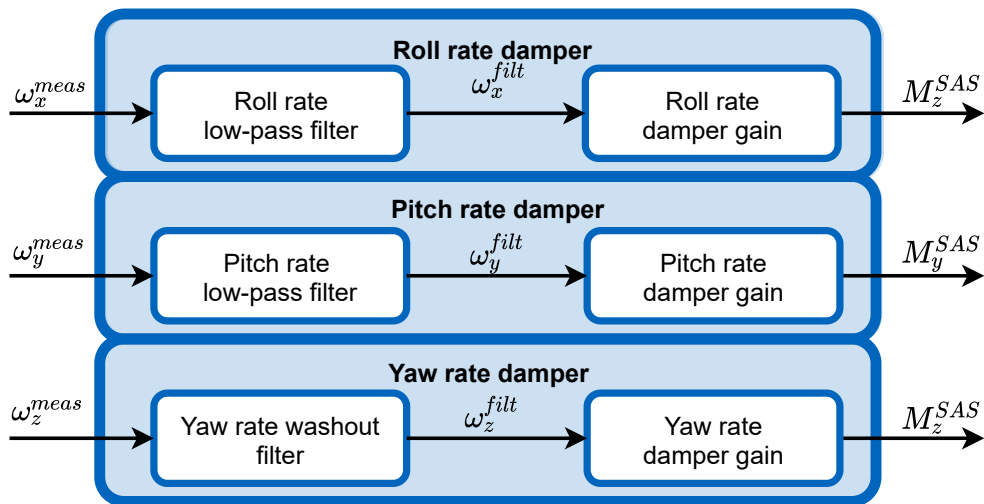 Roll rate damper
ω_x^{meas}
Roll rate
low-pass filter
ω_x^{filt}
Roll rate
damper gain
M_z^{SAS}
Pitch rate damper
ω_y^{meas}
Pitch rate
low-pass filter
ω_y^{filt}
Pitch rate
damper gain
M_y^{SAS}
Yaw rate damper
ω_z^{meas}
Yaw rate washout
filter
ω_z^{filt}
Yaw rate
damper gain
M_z^{SAS}